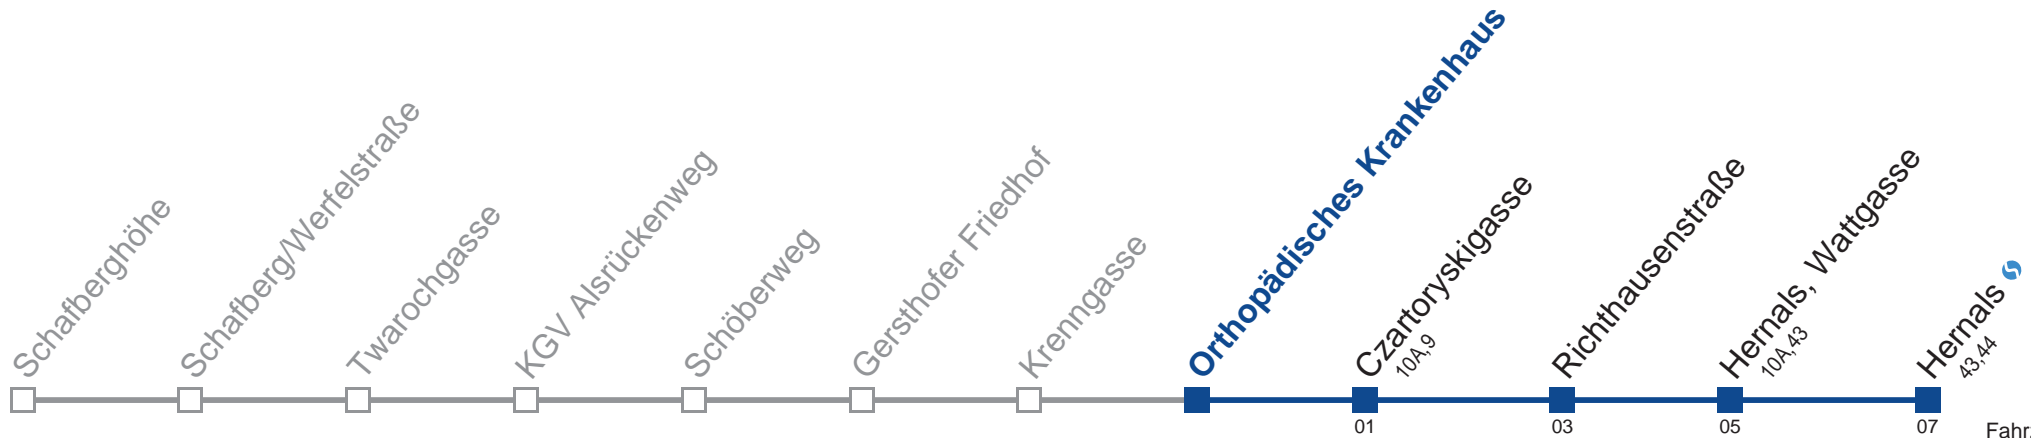 Schafberghöhe
Schafberg/Werfelstraße
Twarochgasse
KGV Alsrückenweg
Schöberweg
Gersthofer Friedhof
Krenngasse
Orthopädisches Krankenhaus
Czartoryskigasse
10A,9
Richthausenstraße
Hernals, Wattgasse
10A,43
Hernals
43,44
01
03
05
07
Fahr